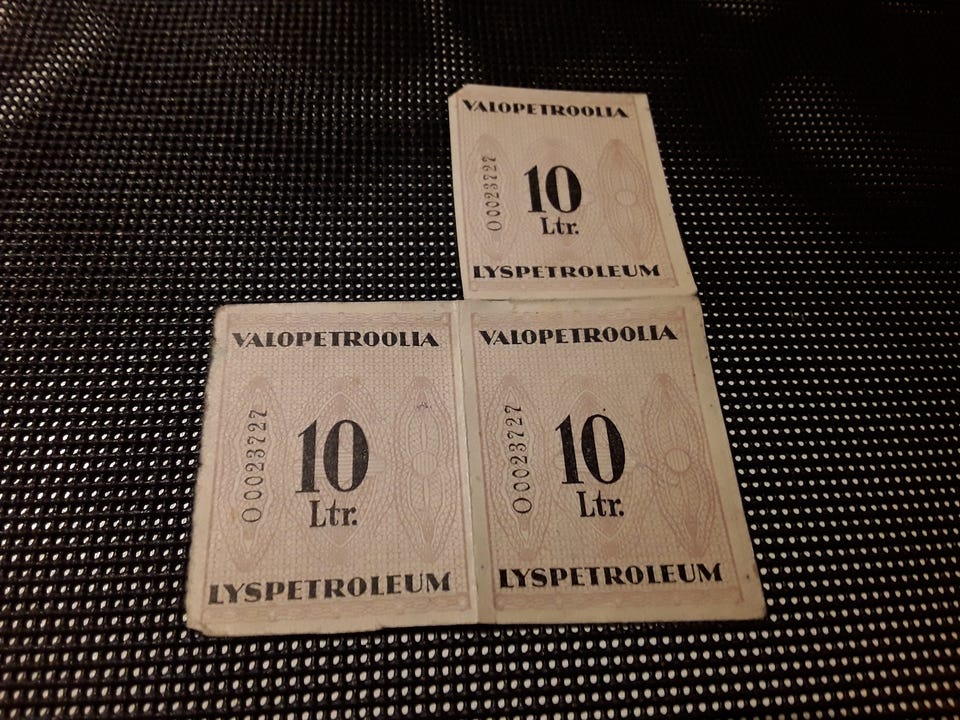 VALOPETROOLIA
O 0023727
10
Ltr.
LYSPETROLEUM
VALOPETROOLIA
O 0023727
10
Ltr.
LYSPETROLEUM
VALOPETROOLIA
O 0023727
10
Ltr.
LYSPETROLEUM